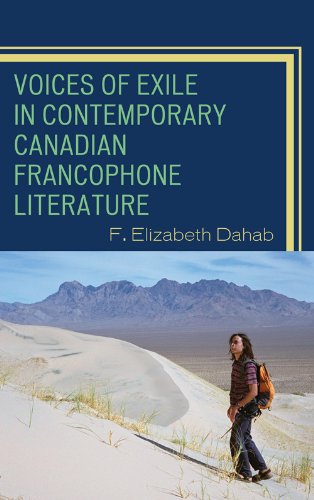 VOICES OF EXILE
IN CONTEMPORARY
CANADIAN
FRANCOPHONE
LITERATURE
F. Elizabeth Dahab